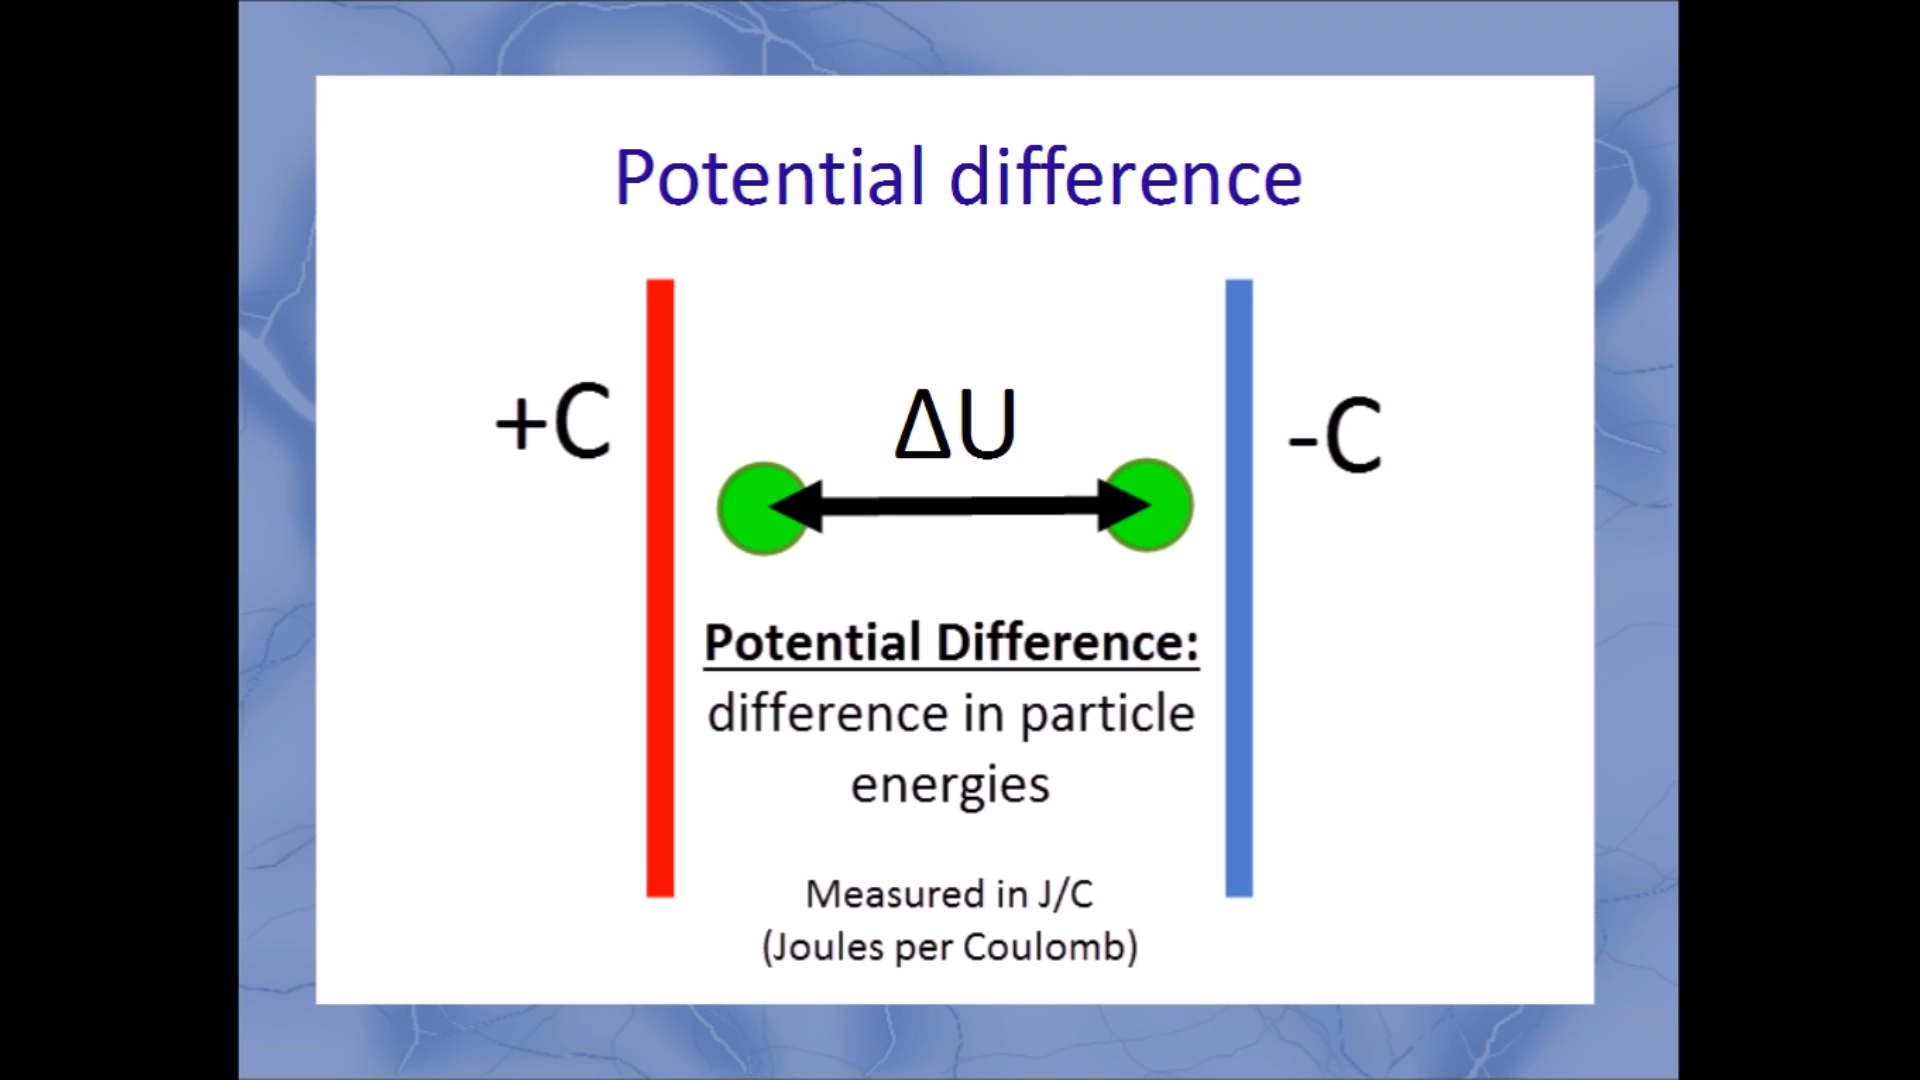 Potential difference
+C
ΔU
-C
Potential Difference:
difference in particle
energies
Measured in J/C
(Joules per Coulomb)